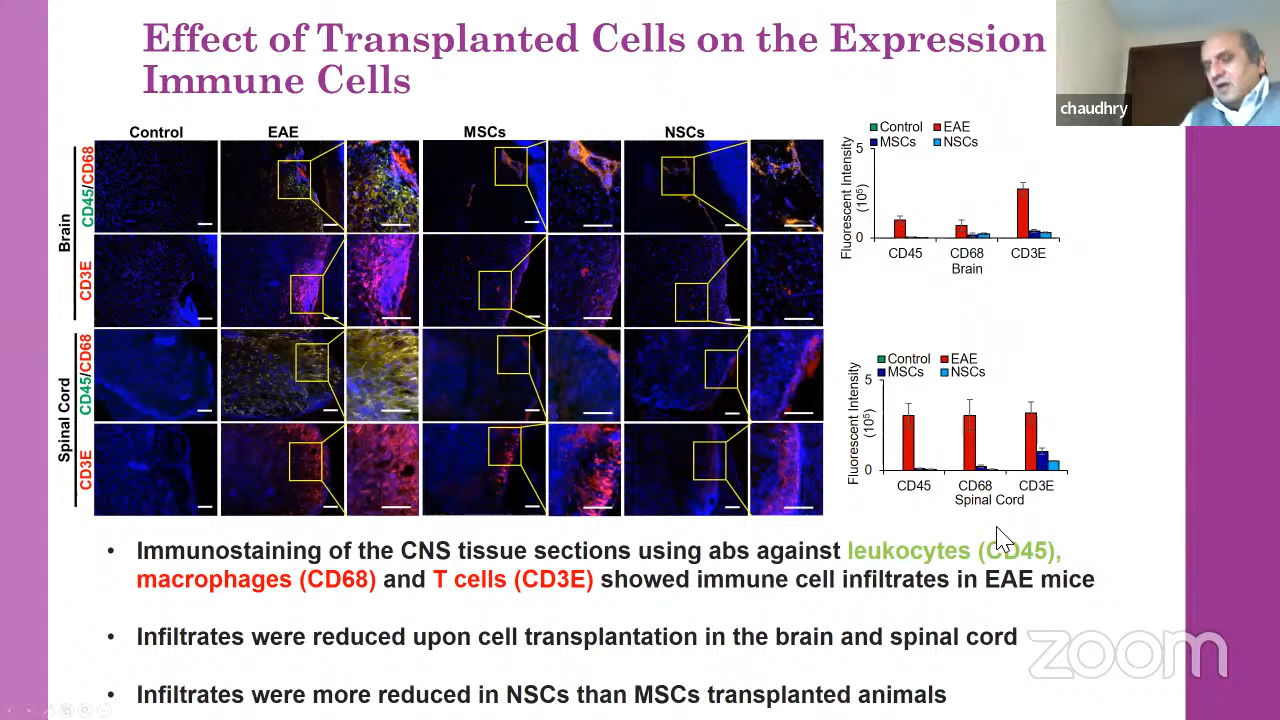 Effect of Transplanted Cells on the Expression
Immune Cells
chaudhry
Control EAE MSCs NSCs
Brain
CD45/CD68
CD3E
Spinal Cord
CD45/CD68
CD3E
Control EAE
MSCs NSCs
Fluorescent Intensity
(10⁵)
5
0
CD45 CD68 CD3E
Brain
Control EAE
MSCs NSCs
Fluorescent Intensity
(10⁵)
5
0
CD45 CD68 CD3E
Spinal Cord
• Immunostaining of the CNS tissue sections using abs against leukocytes (CD45),
macrophages (CD68) and T cells (CD3E) showed immune cell infiltrates in EAE mice
• Infiltrates were reduced upon cell transplantation in the brain and spinal cord
• Infiltrates were more reduced in NSCs than MSCs transplanted animals
zoom